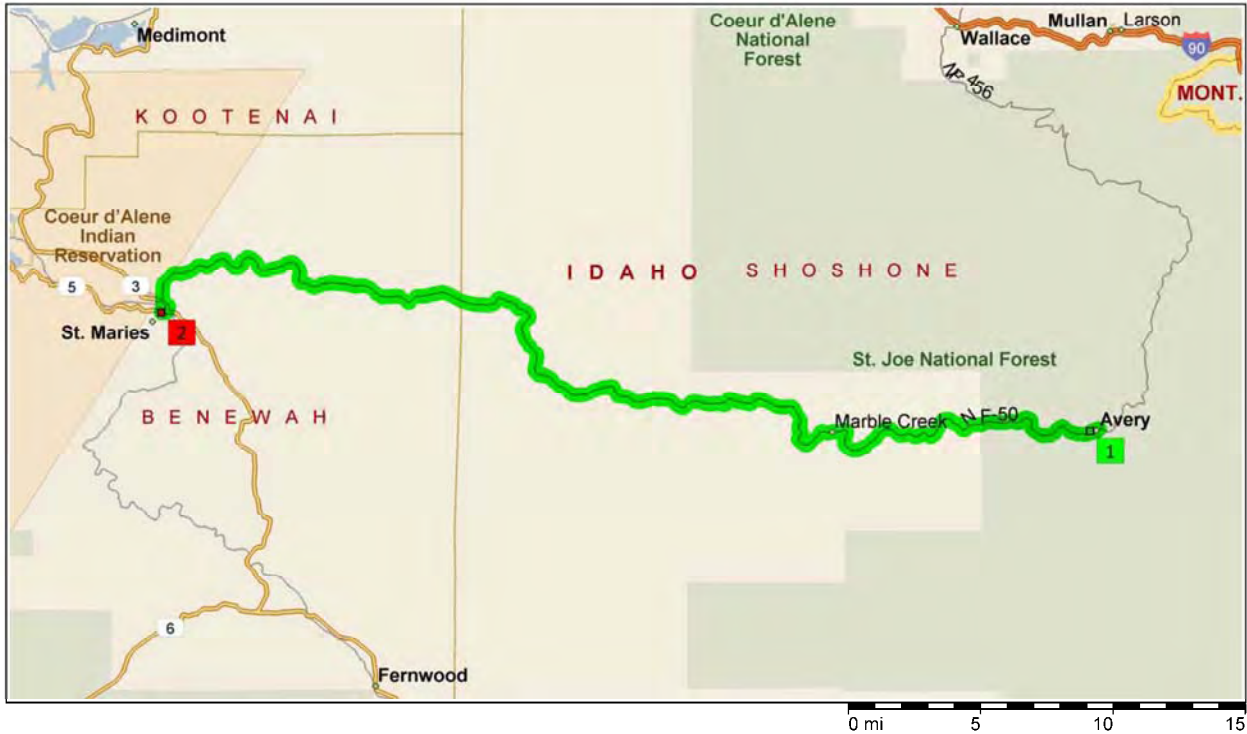 Coeur d'Alene
National
Forest
Mullan
Larson
Medimont
Wallace
90
NF 456
MONT.
KOOTENAI
Coeur d'Alene
Indian
Reservation
IDAHO
SHOSHONE
5
3
St. Maries
2
St. Joe National Forest
BENEWAH
Marble Creek
NF-50
Avery
1
6
Fernwood
0 mi
5
10
15